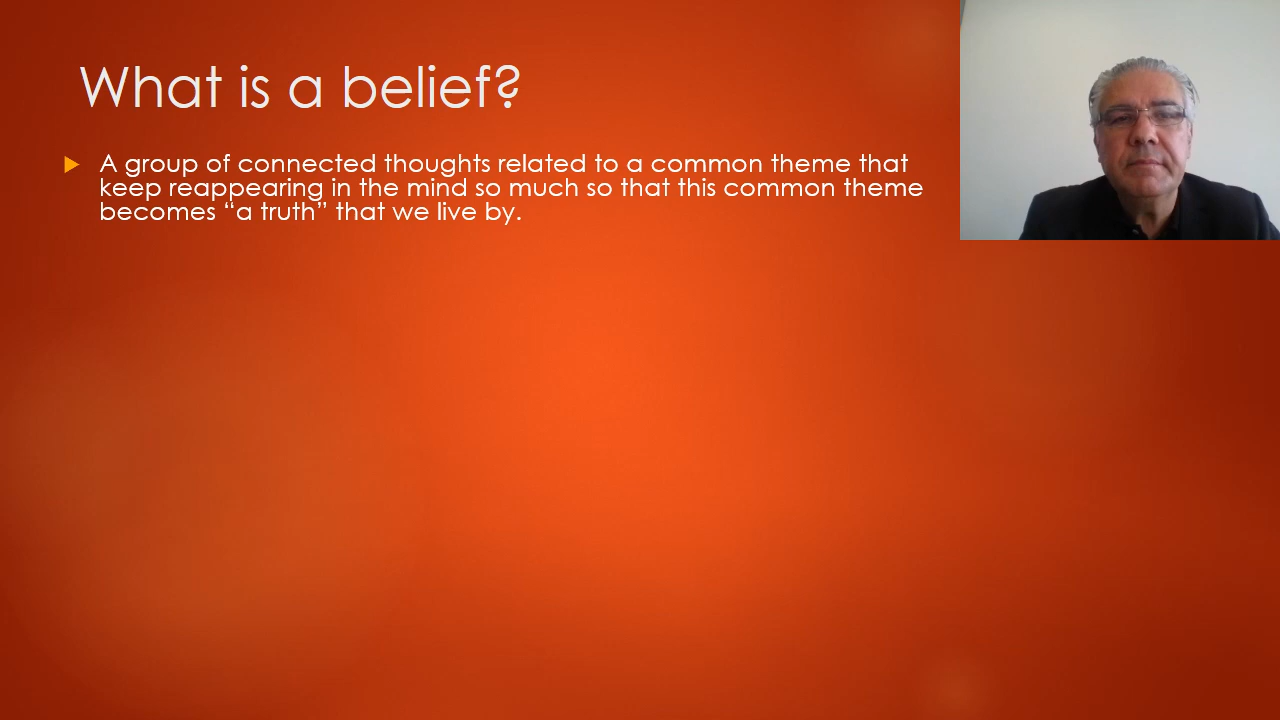 What is a belief?
A group of connected thoughts related to a common theme that
keep reappearing in the mind so much so that this common theme
becomes “a truth” that we live by.